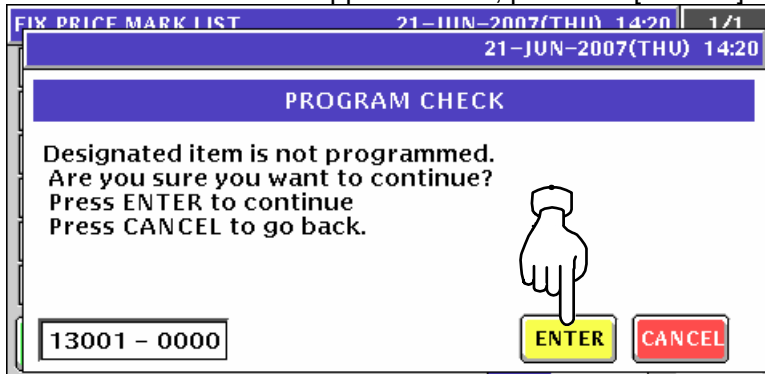 FIX PRICE MARK LIST 21-JUN-2007(THU) 14:20 1/1
21-JUN-2007(THU) 14:20
PROGRAM CHECK
Designated item is not programmed.
Are you sure you want to continue?
Press ENTER to continue
Press CANCEL to go back.
13001 - 0000 ENTER CANCEL